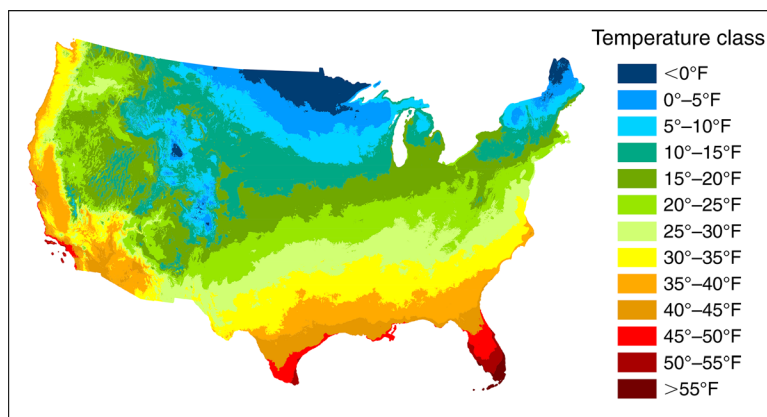 Temperature class
<0°F
0°–5°F
5°–10°F
10°–15°F
15°–20°F
20°–25°F
25°–30°F
30°–35°F
35°–40°F
40°–45°F
45°–50°F
50°–55°F
>55°F